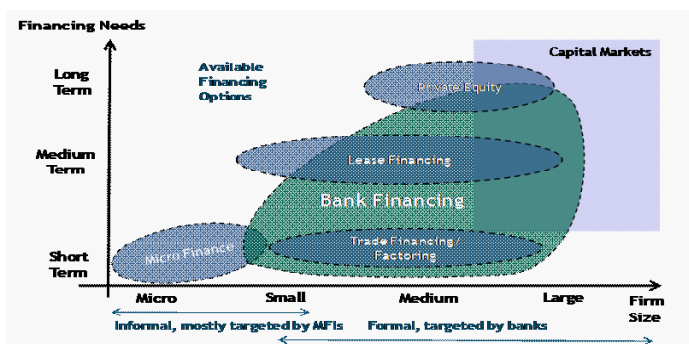 Financing Needs
Capital Markets
Available
Financing
Options
Long
Term
Private Equity
Medium
Term
Lease Financing
Bank Financing
Micro Finance
Trade Financing/
Factoring
Short
Term
Micro
Small
Medium
Large
Firm
Size
Informal, mostly targeted by MFIs
Formal, targeted by banks